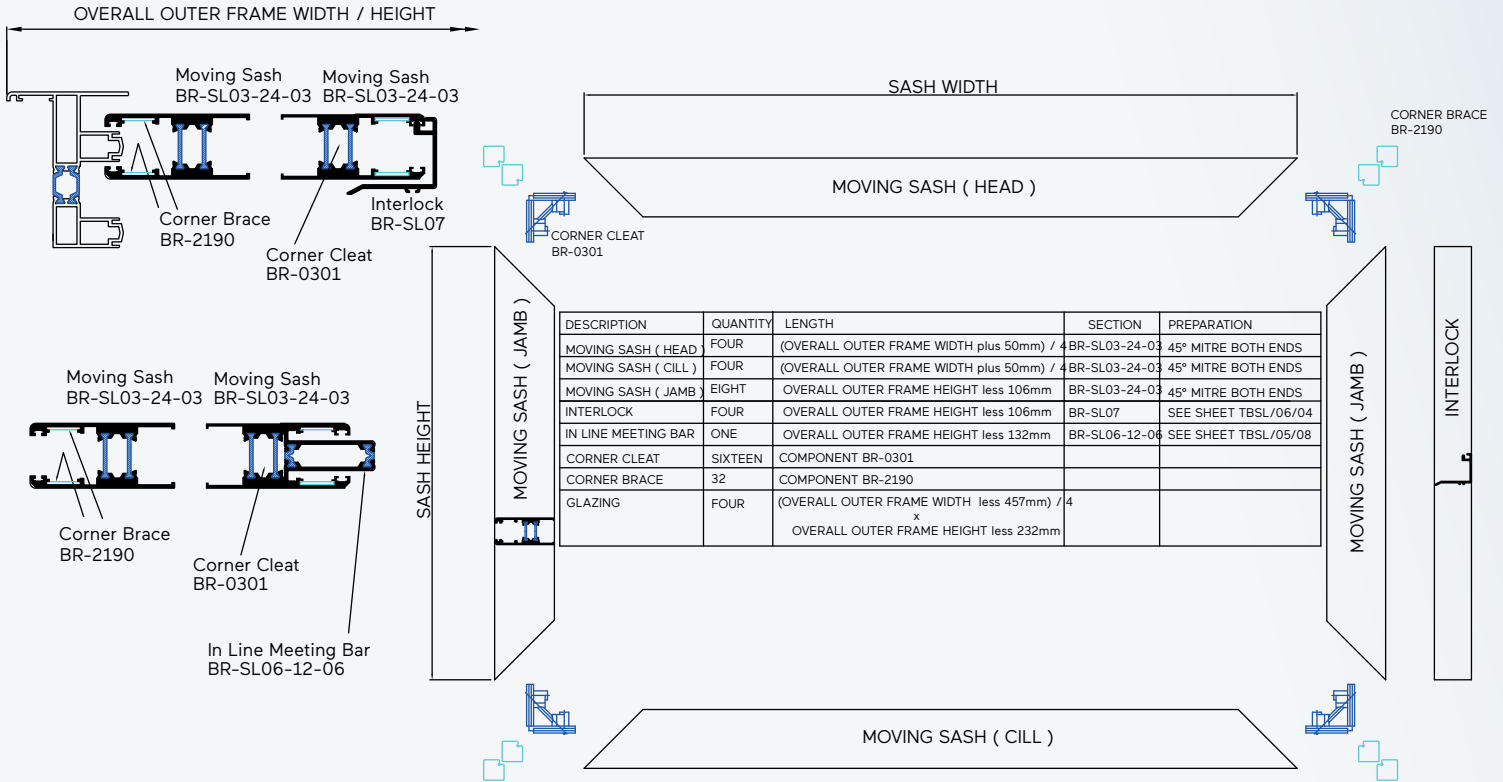 OVERALL OUTER FRAME WIDTH / HEIGHT
Moving Sash
BR-SL03-24-03
Moving Sash
BR-SL03-24-03
Corner Brace
BR-2190
Corner Cleat
BR-0301
Interlock
BR-SL07
SASH WIDTH
CORNER BRACE
BR-2190
MOVING SASH ( HEAD )
CORNER CLEAT
BR-0301
SASH HEIGHT
MOVING SASH ( JAMB )
DESCRIPTION QUANTITY LENGTH SECTION PREPARATION
MOVING SASH ( HEAD ) FOUR (OVERALL OUTER FRAME WIDTH plus 50mm) / 4 BR-SL03-24-03 45° MITRE BOTH ENDS
MOVING SASH ( CILL ) FOUR (OVERALL OUTER FRAME WIDTH plus 50mm) / 4 BR-SL03-24-03 45° MITRE BOTH ENDS
MOVING SASH ( JAMB ) EIGHT OVERALL OUTER FRAME HEIGHT less 106mm BR-SL03-24-03 45° MITRE BOTH ENDS
INTERLOCK FOUR OVERALL OUTER FRAME HEIGHT less 106mm BR-SL07 SEE SHEET TBSL/06/04
IN LINE MEETING BAR ONE OVERALL OUTER FRAME HEIGHT less 132mm BR-SL06-12-06 SEE SHEET TBSL/05/08
CORNER CLEAT SIXTEEN COMPONENT BR-0301
CORNER BRACE 32 COMPONENT BR-2190
GLAZING FOUR (OVERALL OUTER FRAME WIDTH less 457mm) / 4
x
OVERALL OUTER FRAME HEIGHT less 232mm
MOVING SASH ( JAMB )
INTERLOCK
Moving Sash
BR-SL03-24-03
Moving Sash
BR-SL03-24-03
Corner Brace
BR-2190
Corner Cleat
BR-0301
In Line Meeting Bar
BR-SL06-12-06
MOVING SASH ( CILL )